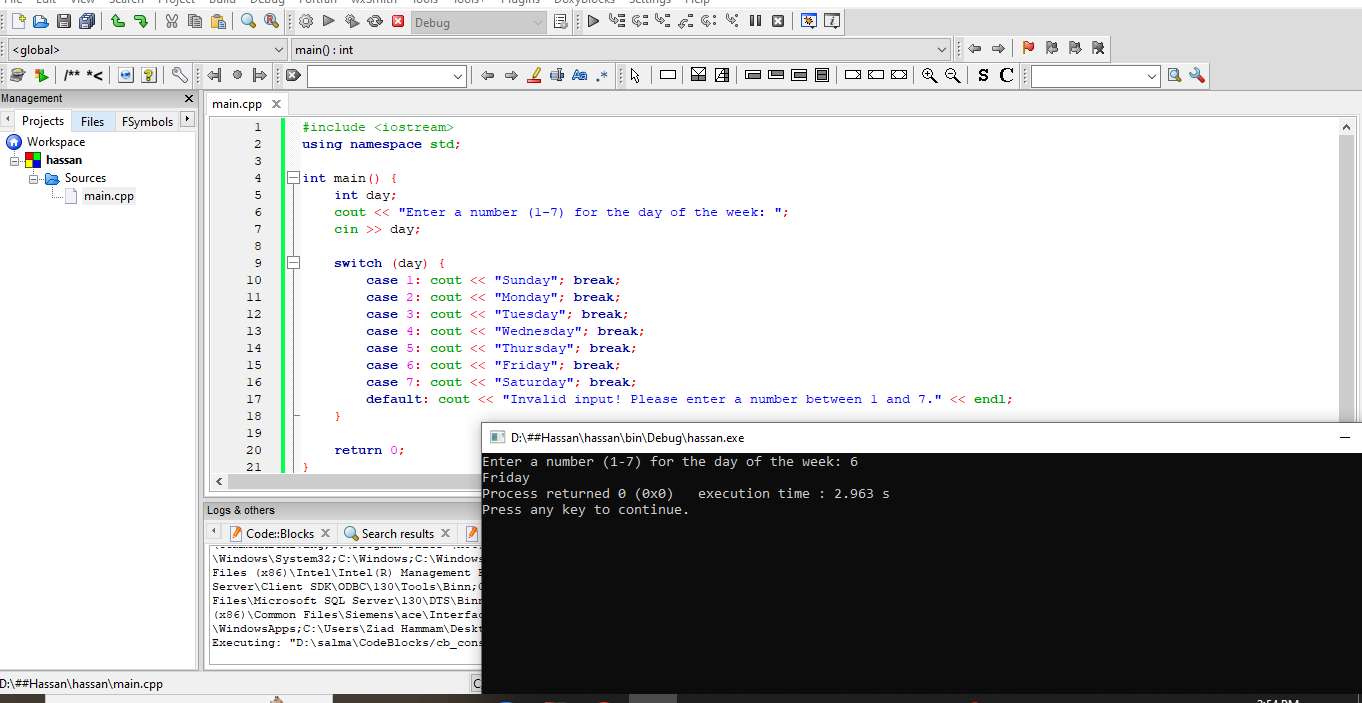 File Edit View Search Project Build Debug Fortran wxSmith Tools Tools+ Plugins DoxyBlocks Settings Help
Debug
<global>
main() : int
/** *<
Aa .*
S C
Management
main.cpp
Projects Files FSymbols
Workspace
hassan
Sources
main.cpp
1 #include <iostream>
2 using namespace std;
3
4 int main() {
5 int day;
6 cout << "Enter a number (1-7) for the day of the week: ";
7 cin >> day;
8
9 switch (day) {
10 case 1: cout << "Sunday"; break;
11 case 2: cout << "Monday"; break;
12 case 3: cout << "Tuesday"; break;
13 case 4: cout << "Wednesday"; break;
14 case 5: cout << "Thursday"; break;
15 case 6: cout << "Friday"; break;
16 case 7: cout << "Saturday"; break;
17 default: cout << "Invalid input! Please enter a number between 1 and 7." << endl;
18 }
19
20 return 0;
21 }
D:\##Hassan\hassan\bin\Debug\hassan.exe
Enter a number (1-7) for the day of the week: 6
Friday
Process returned 0 (0x0) execution time : 2.963 s
Press any key to continue.
Logs & others
Code::Blocks Search results
\Windows\System32;C:\Windows;C:\Windows
Files (x86)\Intel\Intel(R) Management
Server\Client SDK\ODBC\130\Tools\Binn;
Files\Microsoft SQL Server\130\DTS\Binn
(x86)\Common Files\Siemens\ace\Interfac
\WindowsApps;C:\Users\Ziad Hammam\Deskt
Executing: "D:\salma\CodeBlocks/cb_cons
D:\##Hassan\hassan\main.cpp